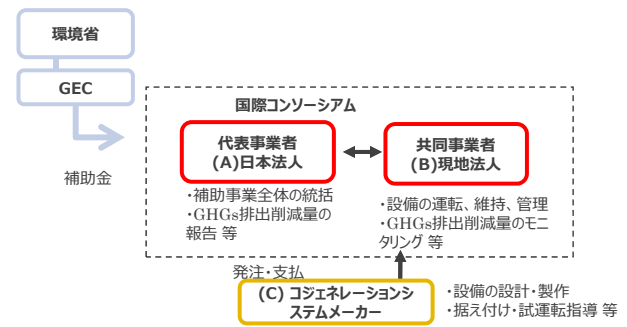 環境省
GEC
補助金
国際コンソーシアム
代表事業者
(A)日本法人
共同事業者
(B)現地法人
・補助事業全体の統括
・GHGs排出削減量の
報告 等
・設備の運転、維持、管理
・GHGs排出削減量のモニ
タリング 等
発注・支払
(C) コジェネレーションシ
ステムメーカー
・設備の設計・製作
・据え付け・試運転指導 等